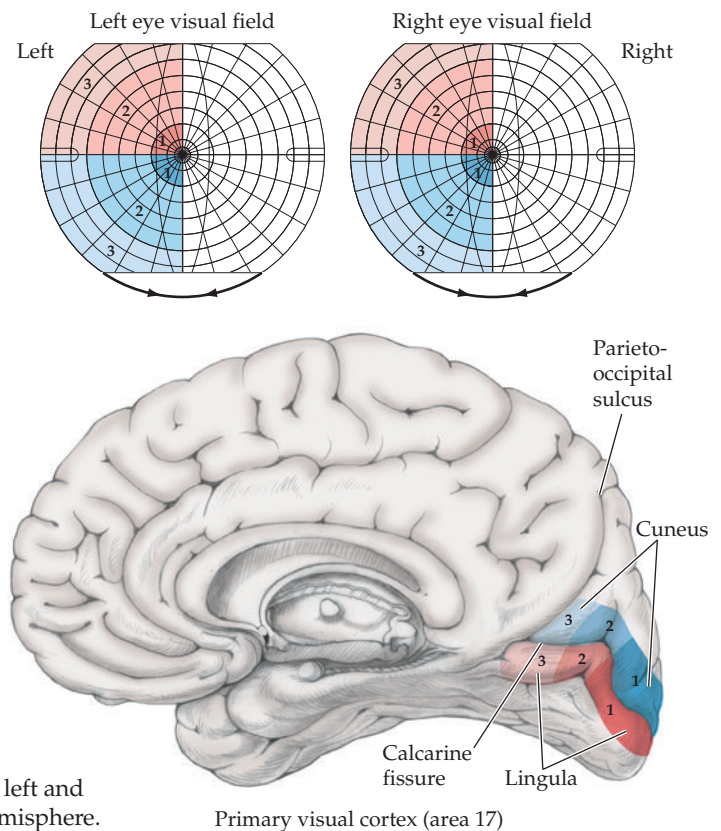 Left eye visual field
Right eye visual field
Left
Right
3
2
1
1
2
3
3
2
1
1
2
3
Parieto-
occipital
sulcus
Cuneus
3
2
1
3
2
1
Calcarine
fissure
Lingula
left and
misphere.
Primary visual cortex (area 17)